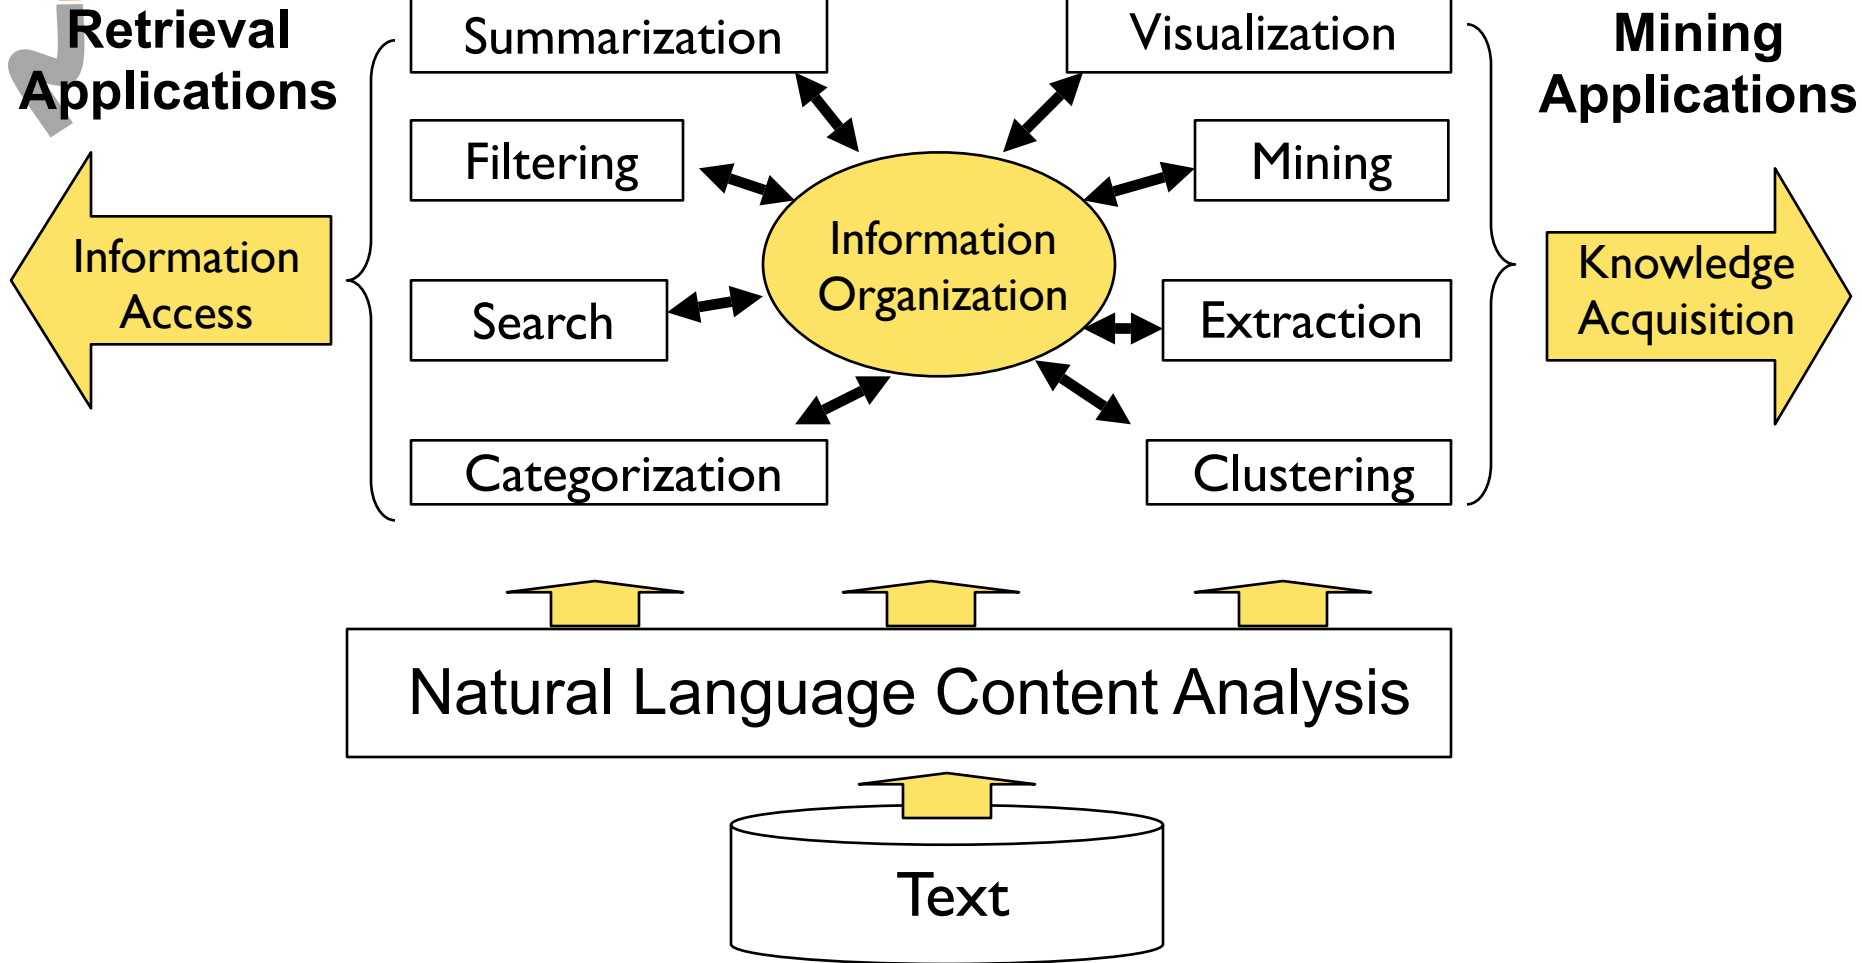 Retrieval
Applications
Summarization
Visualization
Mining
Applications
Filtering
Mining
Information
Access
Information
Organization
Knowledge
Acquisition
Search
Extraction
Categorization
Clustering
Natural Language Content Analysis
Text